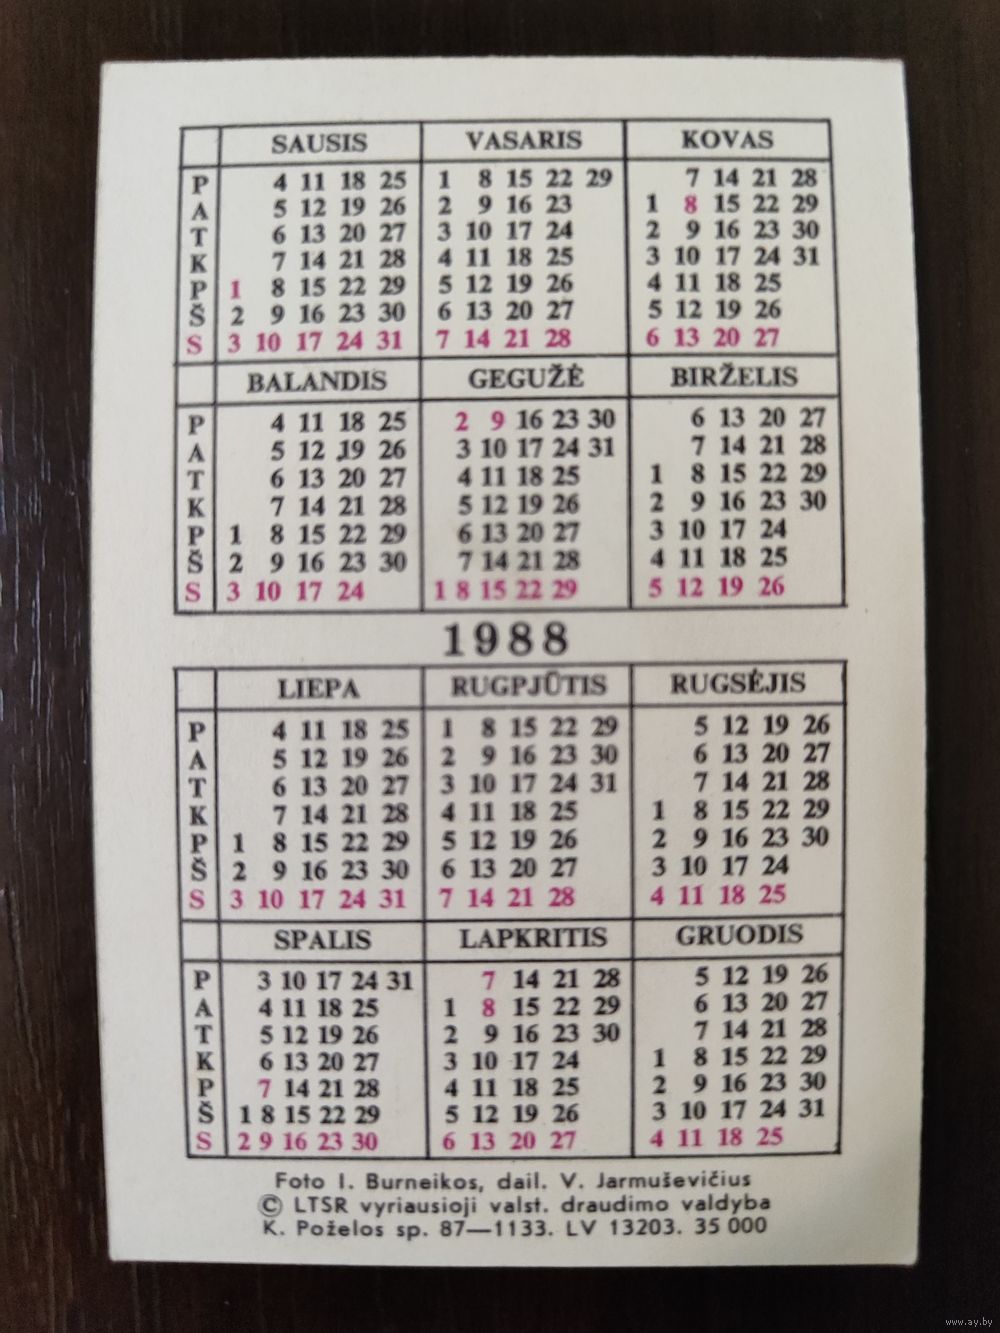 SAUSIS VASARIS KOVAS
P 4 11 18 25 1 8 15 22 29 7 14 21 28
A 5 12 19 26 2 9 16 23 1 8 15 22 29
T 6 13 20 27 3 10 17 24 2 9 16 23 30
K 7 14 21 28 4 11 18 25 3 10 17 24 31
P 1 8 15 22 29 5 12 19 26 4 11 18 25
Š 2 9 16 23 30 6 13 20 27 5 12 19 26
S 3 10 17 24 31 7 14 21 28 6 13 20 27
BALANDIS GEGUŽĖ BIRŽELIS
P 4 11 18 25 2 9 16 23 30 6 13 20 27
A 5 12 19 26 3 10 17 24 31 7 14 21 28
T 6 13 20 27 4 11 18 25 1 8 15 22 29
K 7 14 21 28 5 12 19 26 2 9 16 23 30
P 1 8 15 22 29 6 13 20 27 3 10 17 24
Š 2 9 16 23 30 7 14 21 28 4 11 18 25
S 3 10 17 24 1 8 15 22 29 5 12 19 26
1988
LIEPA RUGPJŪTIS RUGSĖJIS
P 4 11 18 25 1 8 15 22 29 5 12 19 26
A 5 12 19 26 2 9 16 23 30 6 13 20 27
T 6 13 20 27 3 10 17 24 31 7 14 21 28
K 7 14 21 28 4 11 18 25 1 8 15 22 29
P 1 8 15 22 29 5 12 19 26 2 9 16 23 30
Š 2 9 16 23 30 6 13 20 27 3 10 17 24
S 3 10 17 24 31 7 14 21 28 4 11 18 25
SPALIS LAPKRITIS GRUODIS
P 3 10 17 24 31 7 14 21 28 5 12 19 26
A 4 11 18 25 1 8 15 22 29 6 13 20 27
T 5 12 19 26 2 9 16 23 30 7 14 21 28
K 6 13 20 27 3 10 17 24 1 8 15 22 29
P 7 14 21 28 4 11 18 25 2 9 16 23 30
Š 1 8 15 22 29 5 12 19 26 3 10 17 24 31
S 2 9 16 23 30 6 13 20 27 4 11 18 25
Foto I. Burneikos, dail. V. Jarmuševičius
© LTSR vyriausioji valst. draudimo valdyba
K. Poželos sp. 87—1133. LV 13203. 35 000
www.ay.by